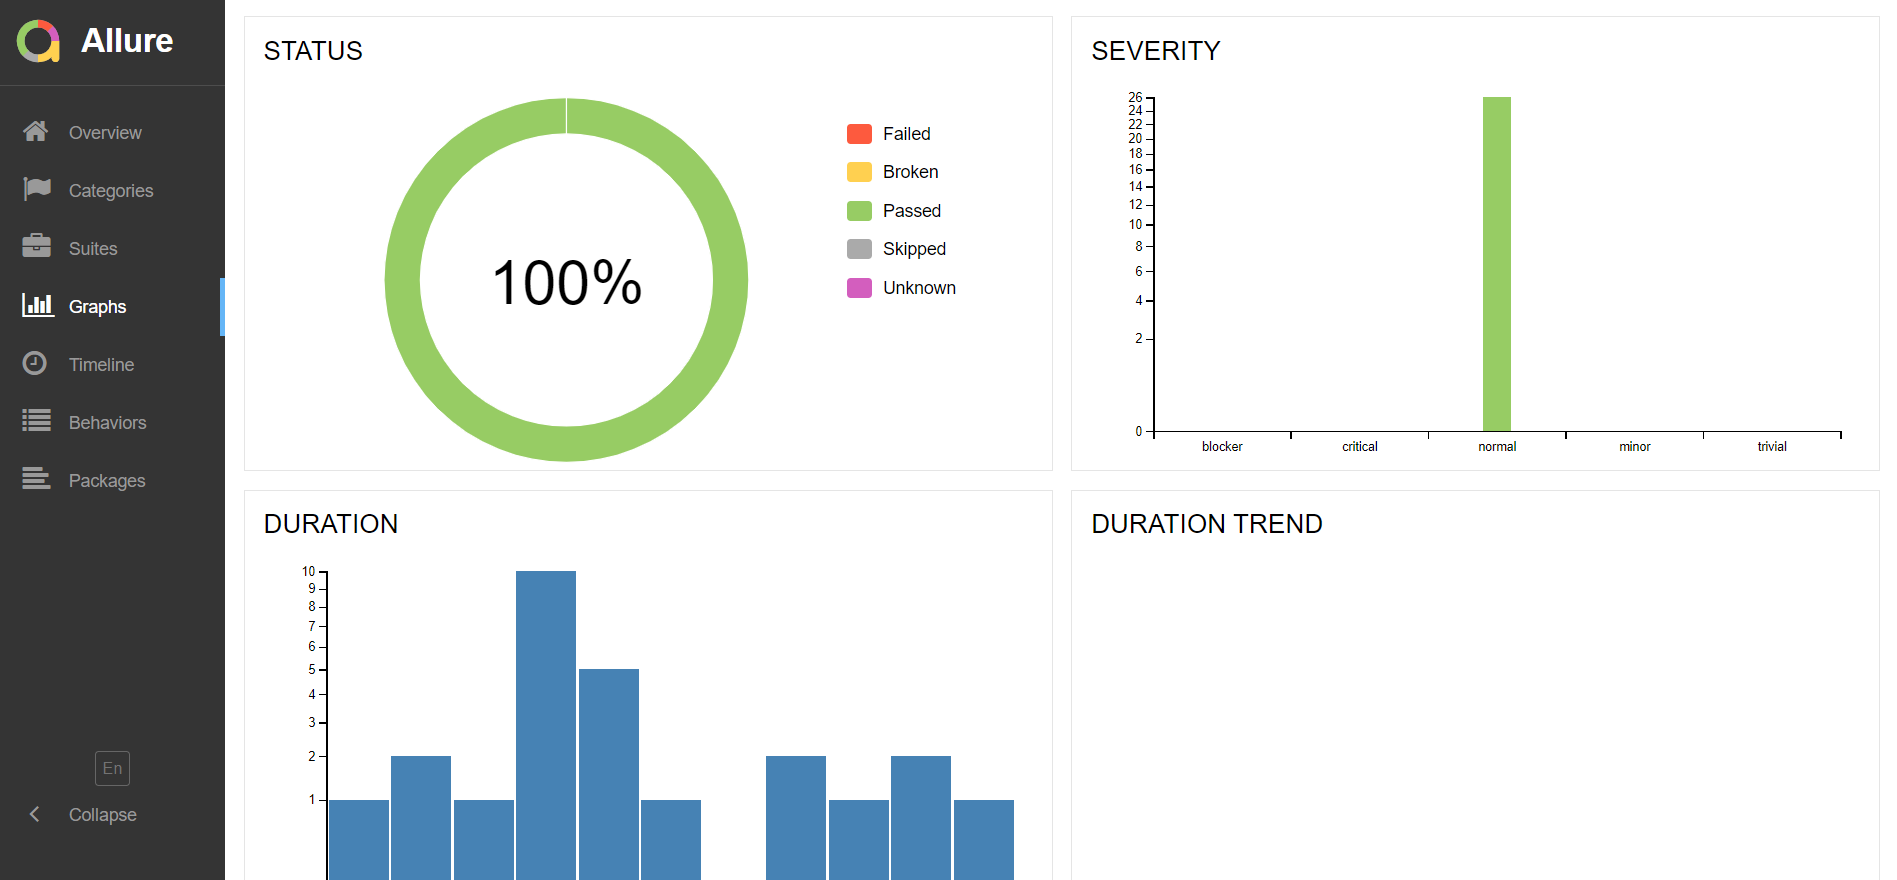 Allure
Overview
Categories
Suites
Graphs
Timeline
Behaviors
Packages
En
Collapse
STATUS
100%
Failed
Broken
Passed
Skipped
Unknown
SEVERITY
26
24
22
20
18
16
14
12
10
8
6
4
2
0
blocker critical normal minor trivial
DURATION
10
9
8
7
6
5
4
3
2
1
DURATION TREND